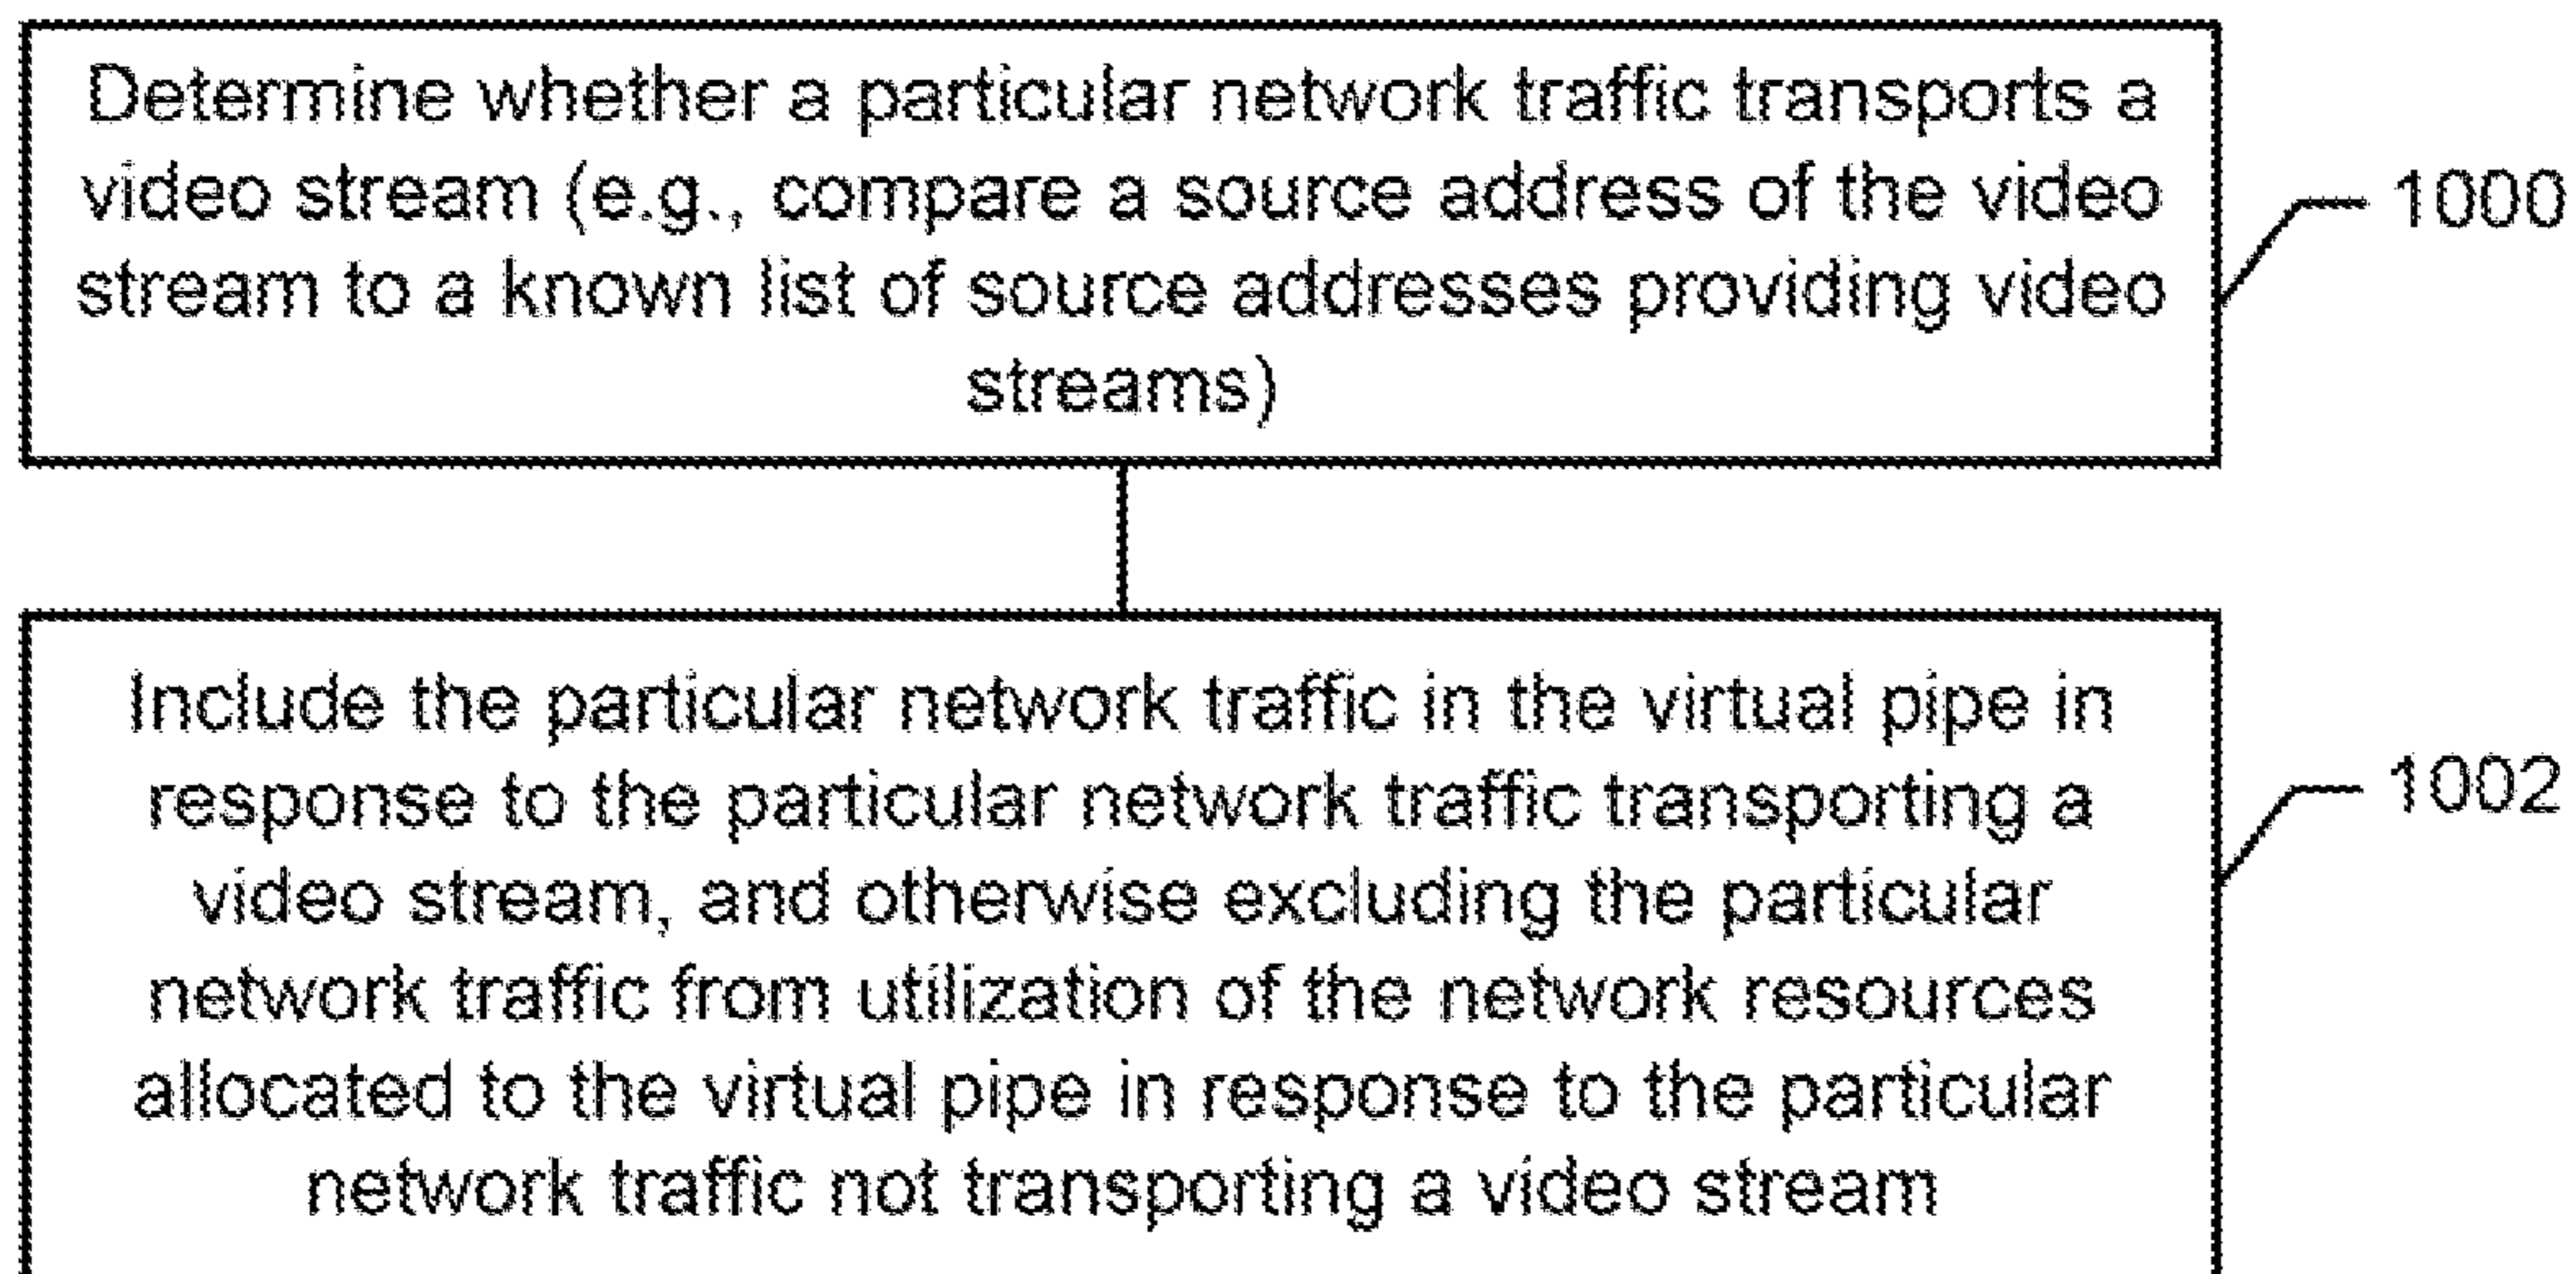 Determine whether a particular network traffic transports a
video stream (e.g., compare a source address of the video
stream to a known list of source addresses providing video
streams)
1000
Include the particular network traffic in the virtual pipe in
response to the particular network traffic transporting a
video stream, and otherwise excluding the particular
network traffic from utilization of the network resources
allocated to the virtual pipe in response to the particular
network traffic not transporting a video stream
1002